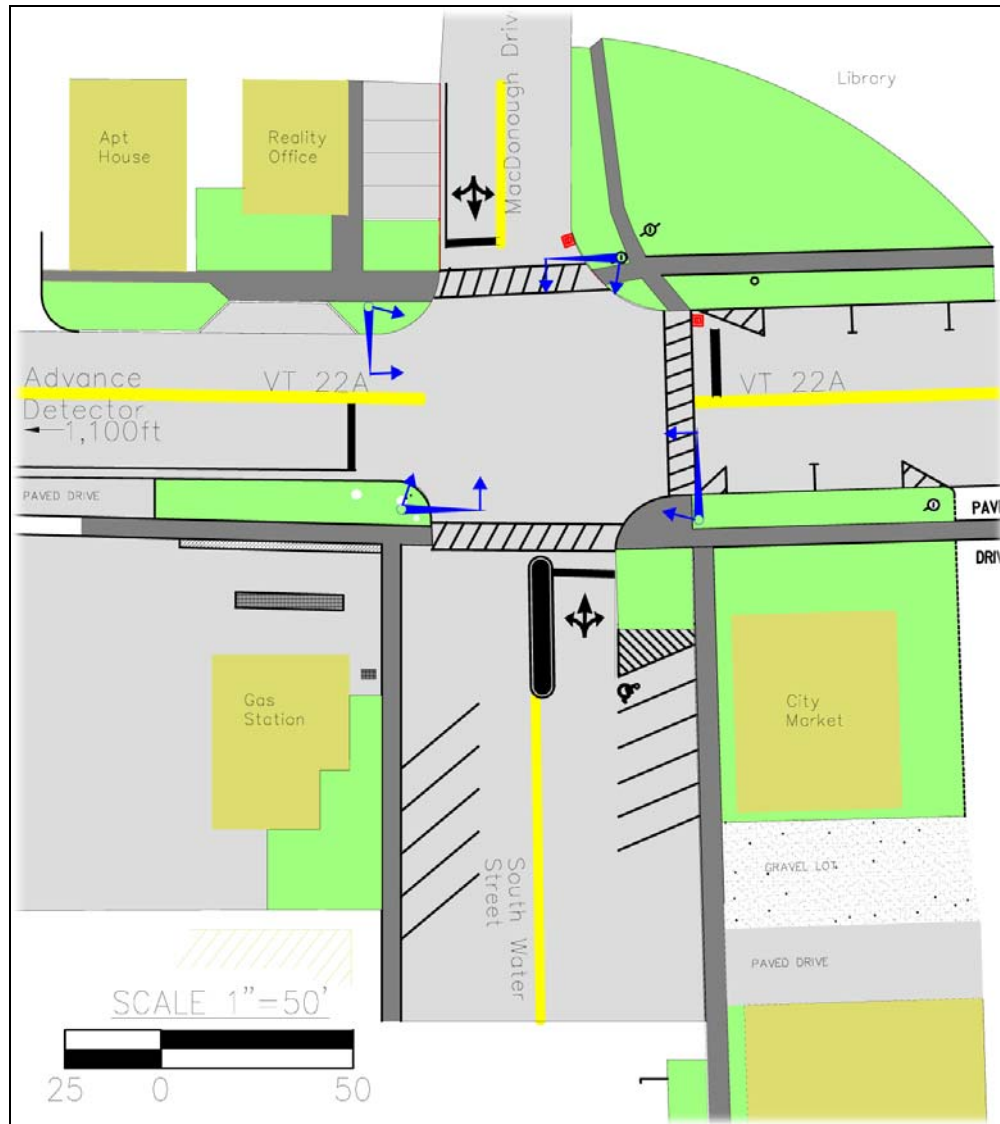 MacDonough Driv
Library
Apt
House
Reality
Office
Advance
Detector
1,100ft
VT 22A
VT 22A
PAVED DRIVE
PAVE
DRIV
Gas
Station
City
Market
GRAVEL LOT
South Water
Street
PAVED DRIVE
SCALE 1"=50'
25 0 50